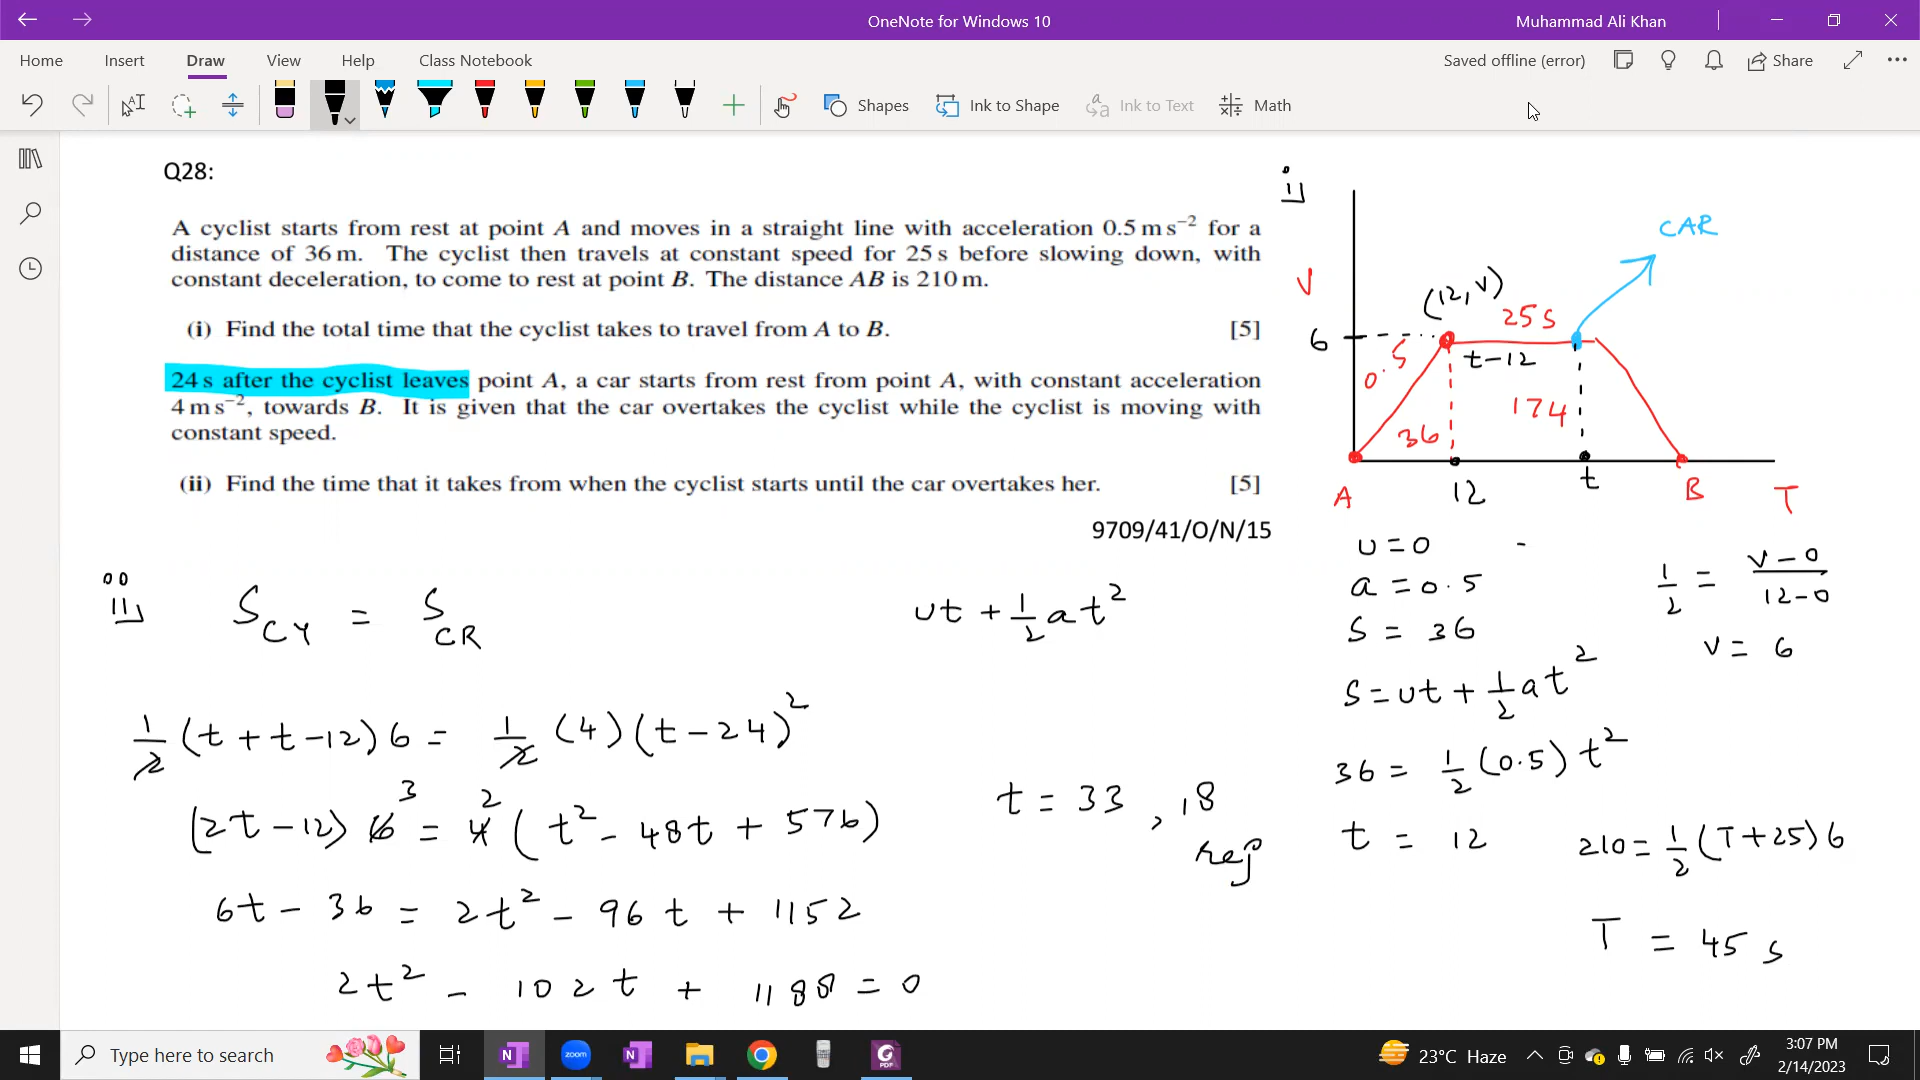 OneNote for Windows 10
Muhammad Ali Khan
Home Insert Draw View Help Class Notebook
Saved offline (error) Share
Shapes Ink to Shape Ink to Text Math
Q28:
A cyclist starts from rest at point A and moves in a straight line with acceleration 0.5 m s⁻² for a
distance of 36 m. The cyclist then travels at constant speed for 25 s before slowing down, with
constant deceleration, to come to rest at point B. The distance AB is 210 m.
(i) Find the total time that the cyclist takes to travel from A to B. [5]
24 s after the cyclist leaves point A, a car starts from rest from point A, with constant acceleration
4 m s⁻², towards B. It is given that the car overtakes the cyclist while the cyclist is moving with
constant speed.
(ii) Find the time that it takes from when the cyclist starts until the car overtakes her. [5]
9709/41/O/N/15
i
CAR
V
(12, V)
25 s
6
0.5
t-12
36
174
A
12
t
B
T
u = 0
a = 0.5
S = 36
S = ut + 1/2 at²
36 = 1/2 (0.5) t²
t = 12
1/2 = (V-0)/(12-0)
V = 6
210 = 1/2 (T+25) 6
T = 45 s
ii
S CY = S CR
ut + 1/2 at²
1/2 (t + t-12) 6 = 1/2 (4)(t-24)²
(2t-12) 6 3 = 4 2 (t² - 48t + 576)
6t - 36 = 2t² - 96t + 1152
2t² - 102t + 1188 = 0
t = 33 , 18
rej
Type here to search
zoom
23°C Haze
3:07 PM
2/14/2023